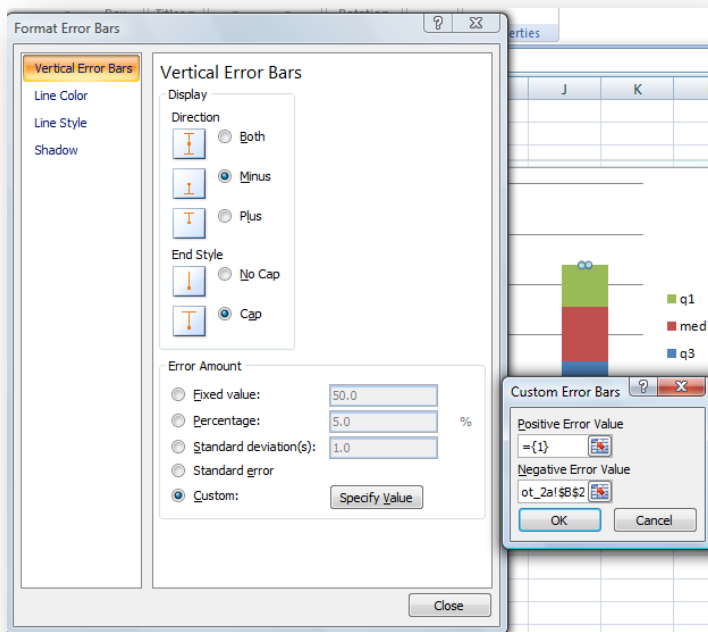 Format Error Bars
erties
Vertical Error Bars
Line Color
Line Style
Shadow
Vertical Error Bars
Display
Direction
Both
Minus
Plus
End Style
No Cap
Cap
Error Amount
Fixed value: 50.0
Percentage: 5.0 %
Standard deviation(s): 1.0
Standard error
Custom: Specify Value
Close
J K
q1
med
q3
Custom Error Bars
Positive Error Value
={1}
Negative Error Value
ot_2a!$B$2
OK Cancel